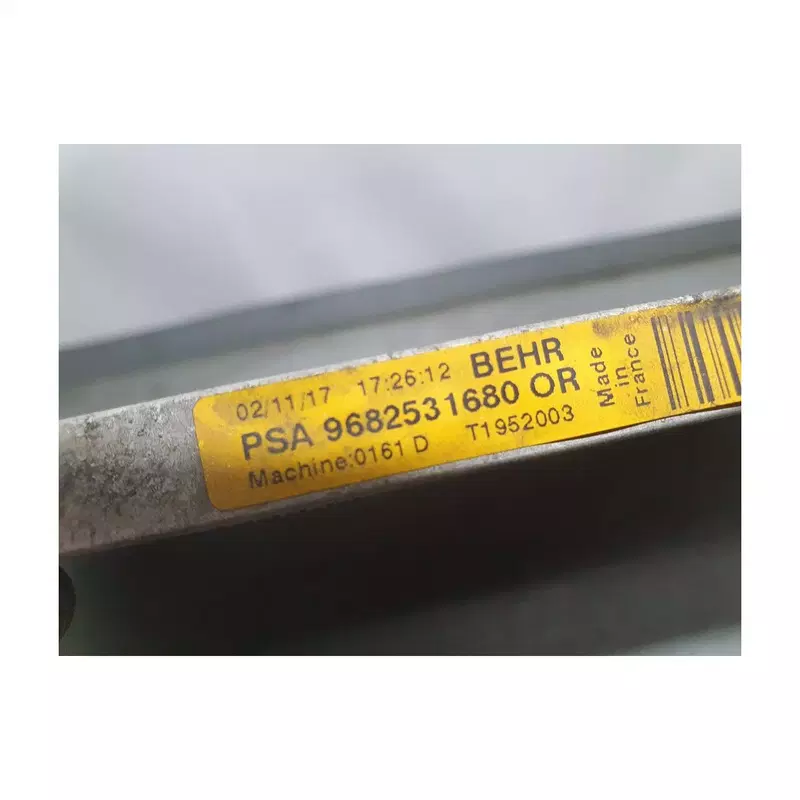 02/11/17 17:26:12 BEHR
PSA 9682531680 OR
Machine:0161 D T1952003
Made
in
France